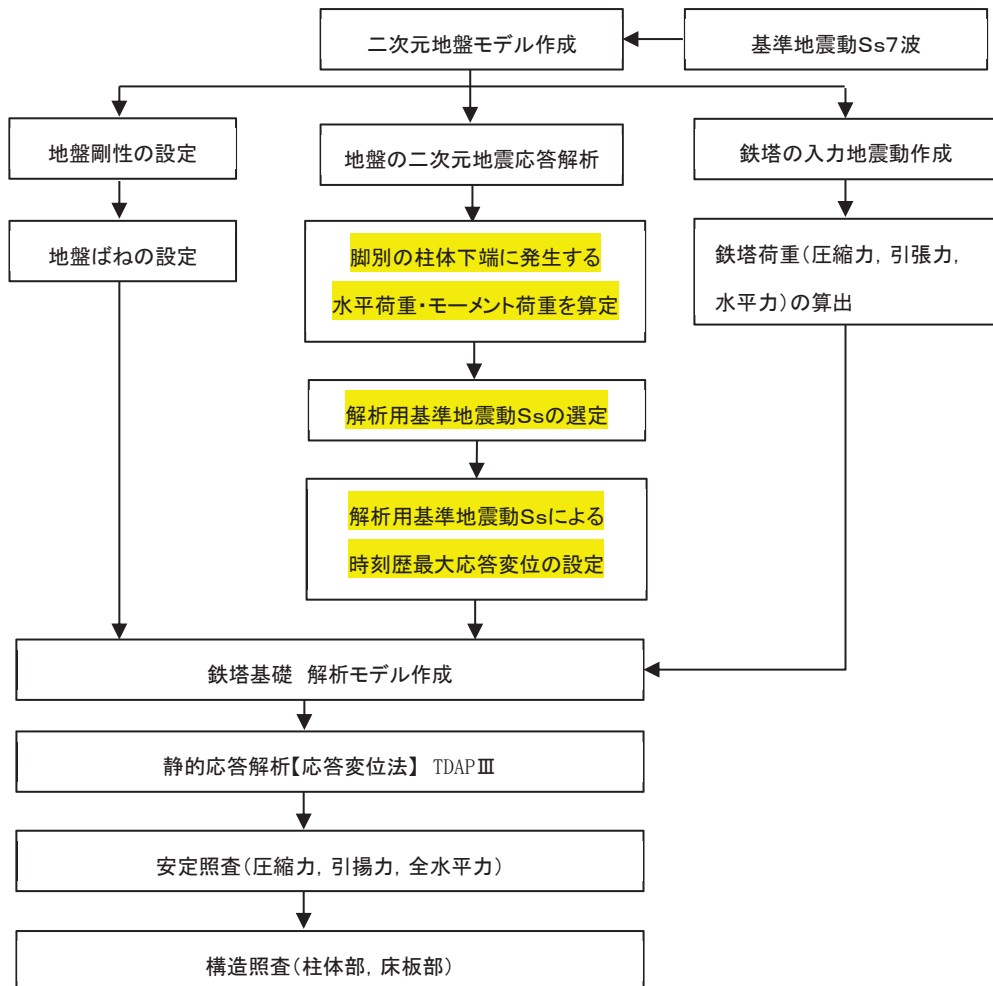 二次元地盤モデル作成
基準地震動Ss7波
地盤剛性の設定
地盤の二次元地震応答解析
鉄塔の入力地震動作成
地盤ばねの設定
脚別の柱体下端に発生する
水平荷重・モーメント荷重を算定
鉄塔荷重(圧縮力, 引張力,
水平力)の算出
解析用基準地震動Ssの選定
解析用基準地震動Ssによる
時刻歴最大応答変位の設定
鉄塔基礎 解析モデル作成
静的応答解析【応答変位法】 TDAPⅢ
安定照査(圧縮力, 引揚力, 全水平力)
構造照査(柱体部, 床板部)